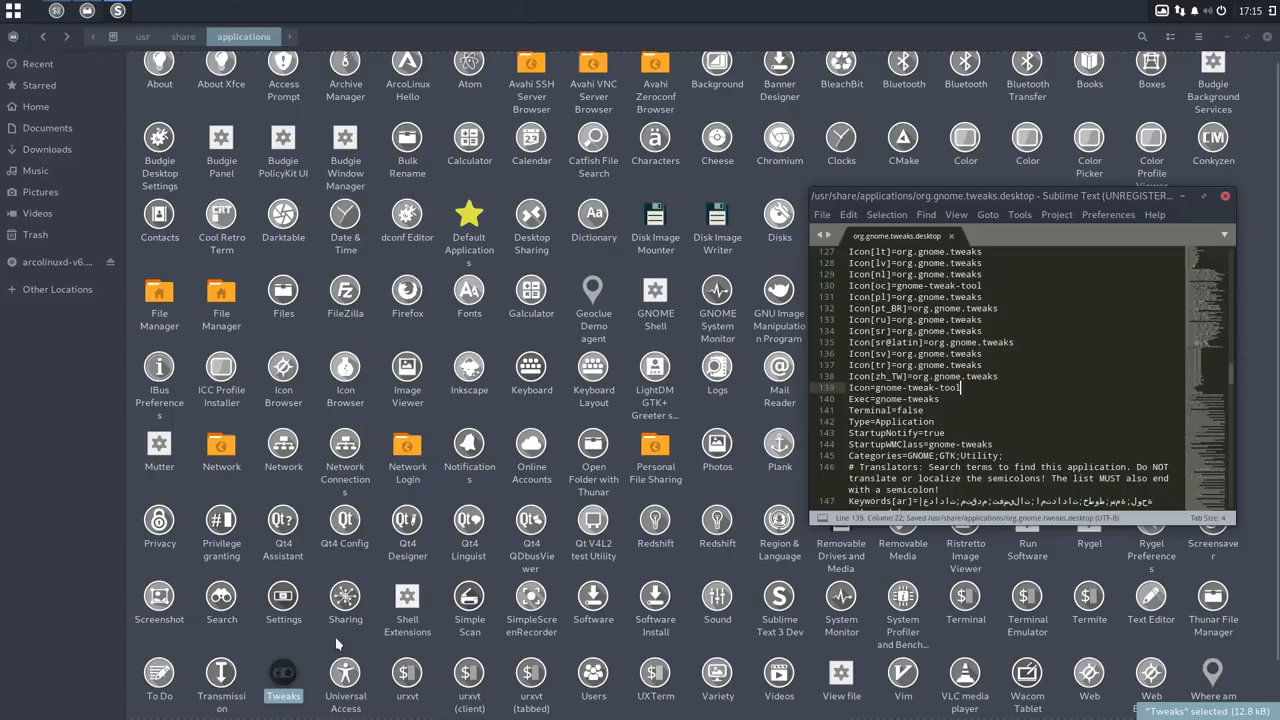 17:15
usr share applications
Recent
Starred
Home
Documents
Downloads
Music
Pictures
Videos
Trash
arcolinuxd-v6....
Other Locations
About
About Xfce
Access Prompt
Archive Manager
ArcoLinux Hello
Atom
Avahi SSH Server Browser
Avahi VNC Server Browser
Avahi Zeroconf Browser
Background
Banner Designer
BleachBit
Bluetooth
Bluetooth
Bluetooth Transfer
Books
Boxes
Budgie Background Services
Budgie Desktop Settings
Budgie Panel
Budgie PolicyKit UI
Budgie Window Manager
Bulk Rename
Calculator
Calendar
Catfish File Search
Characters
Cheese
Chromium
Clocks
CMake
Color
Color
Color Picker
Color Profile
Conkyzen
Contacts
Cool Retro Term
Darktable
Date & Time
dconf Editor
Default Applications
Desktop Sharing
Dictionary
Disk Image Mounter
Disk Image Writer
Disks
File Manager
File Manager
Files
FileZilla
Firefox
Fonts
Galculator
Geoclue Demo agent
GNOME Shell
GNOME System Monitor
GNU Image Manipulation Program
IBus Preferences
ICC Profile Installer
Icon Browser
Icon Browser
Image Viewer
Inkscape
Keyboard
Keyboard Layout
LightDM GTK+ Greeter s...
Logs
Mail Reader
Mutter
Network
Network
Network Connections
Network Login
Notifications
Online Accounts
Open Folder with Thunar
Personal File Sharing
Photos
Plank
Privacy
Privilege granting
Qt4 Assistant
Qt4 Config
Qt4 Designer
Qt4 Linguist
Qt4 QDbusViewer
Qt V4L2 test Utility
Redshift
Redshift
Region & Language
Removable Drives and Media
Removable Media
Ristretto Image Viewer
Run Software
Rygel
Rygel Preferences
Screensaver
Screenshot
Search
Settings
Sharing
Shell Extensions
Simple Scan
SimpleScreenRecorder
Software
Software Install
Sound
Sublime Text 3 Dev
System Monitor
System Profiler and Bench...
Terminal
Terminal Emulator
Termite
Text Editor
Thunar File Manager
To Do
Transmission
Tweaks
Universal Access
urxvt
urxvt (client)
urxvt (tabbed)
Users
UXTerm
Variety
Videos
View file
Vim
VLC media player
Wacom Tablet
Web
Web
Where am
"Tweaks" selected (12.8 kB)
/usr/share/applications/org.gnome.tweaks.desktop - Sublime Text (UNREGISTER...
File Edit Selection Find View Goto Tools Project Preferences Help
org.gnome.tweaks.desktop
127 Icon[lt]=org.gnome.tweaks
128 Icon[lv]=org.gnome.tweaks
129 Icon[nl]=org.gnome.tweaks
130 Icon[oc]=gnome-tweak-tool
131 Icon[pl]=org.gnome.tweaks
132 Icon[pt_BR]=org.gnome.tweaks
133 Icon[ru]=org.gnome.tweaks
134 Icon[sr]=org.gnome.tweaks
135 Icon[sr@latin]=org.gnome.tweaks
136 Icon[sv]=org.gnome.tweaks
137 Icon[tr]=org.gnome.tweaks
138 Icon[zh_TW]=org.gnome.tweaks
139 Icon=gnome-tweak-tool
140 Exec=gnome-tweaks
141 Terminal=false
142 Type=Application
143 StartupNotify=true
144 StartupWMClass=gnome-tweaks
145 Categories=GNOME;GTK;Utility;
146 # Translators: Search terms to find this application. Do NOT
translate or localize the semicolons! The list MUST also end
with a semicolon!
147 Keywords[ar]=
Line 139, Column 22; Saved /usr/share/applications/org.gnome.tweaks.desktop (UTF-8) Tab Size: 4